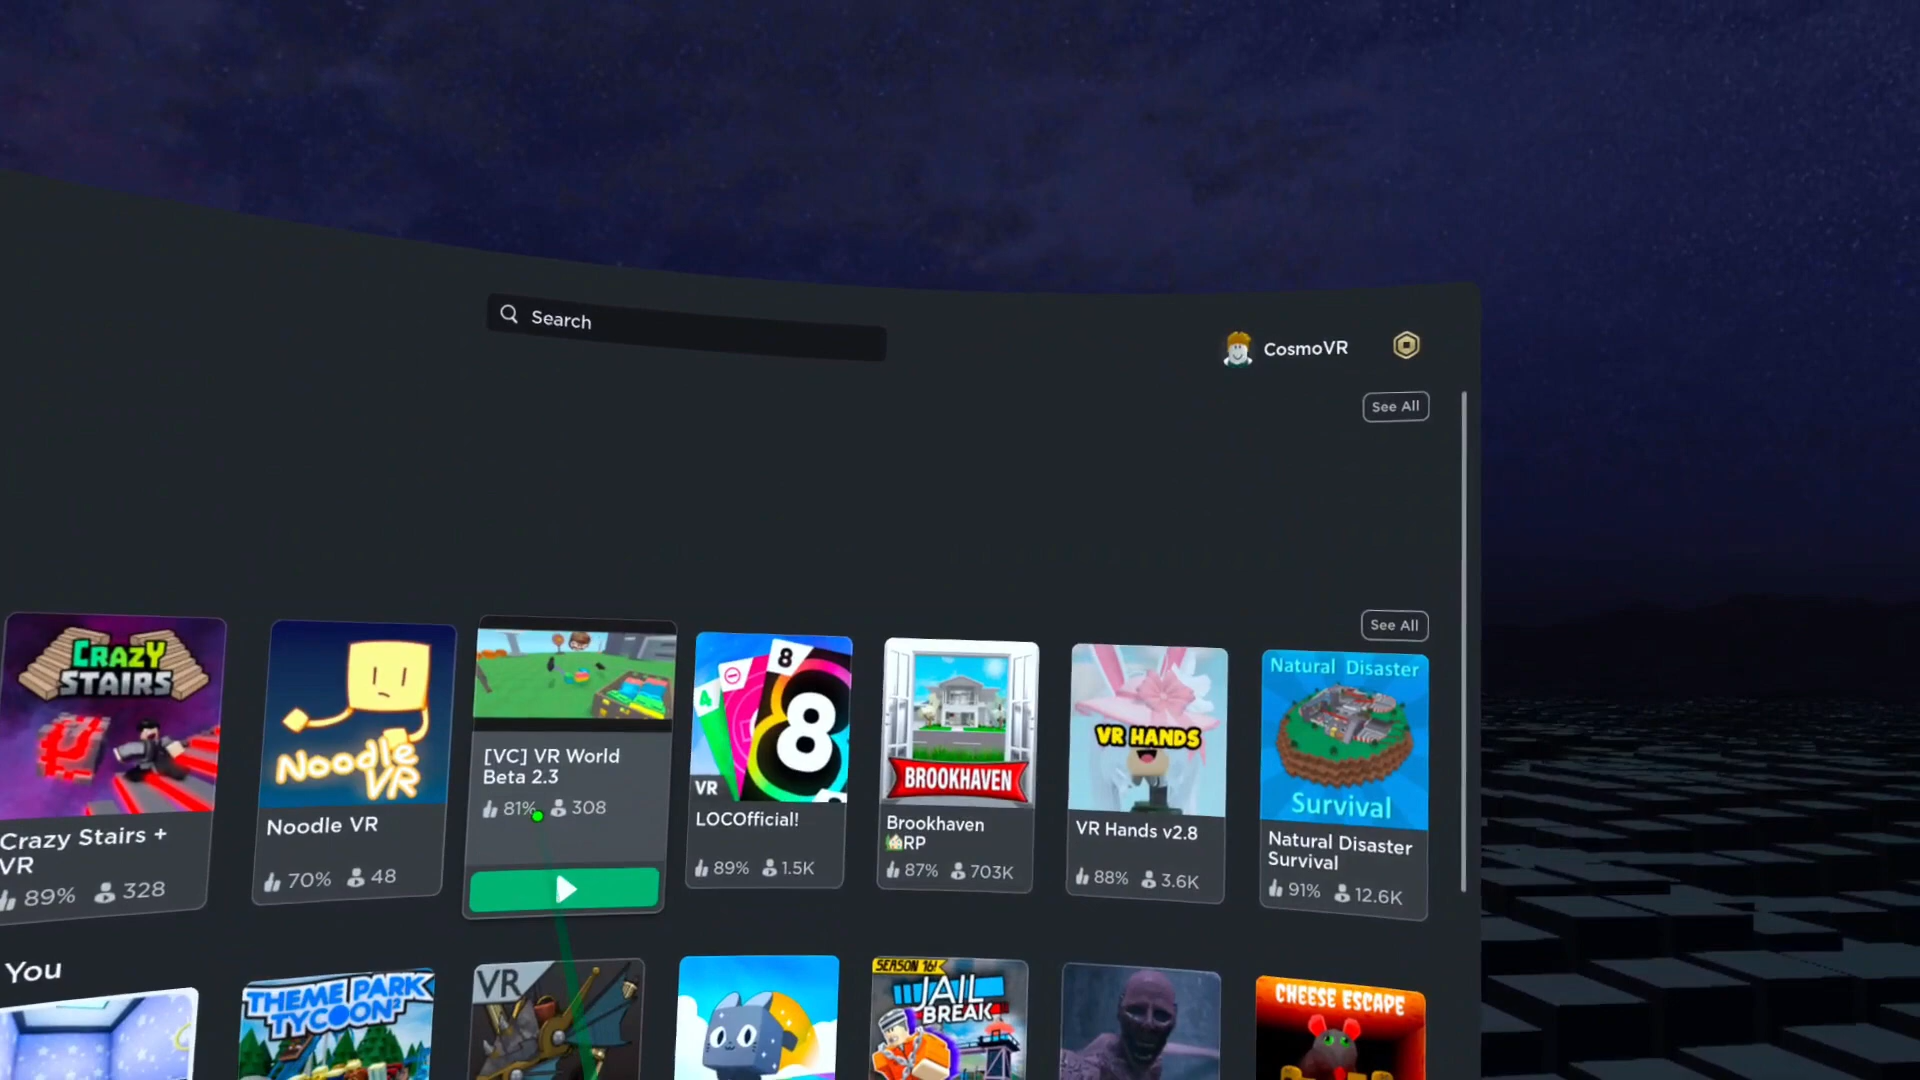 Search
CosmoVR
See All
See All
CRAZY
STAIRS
Crazy Stairs +
VR
89% 328
Noodle
VR
Noodle VR
70% 48
[VC] VR World
Beta 2.3
81% 308
4
8
8
VR
LOCOfficial!
89% 1.5K
BROOKHAVEN
Brookhaven
🏡RP
87% 703K
VR HANDS
VR Hands v2.8
88% 3.6K
Natural Disaster
Survival
Natural Disaster
Survival
91% 12.6K
You
THEME PARK
TYCOON 2
VR
SEASON 16!
JAIL
BREAK
CHEESE ESCAPE